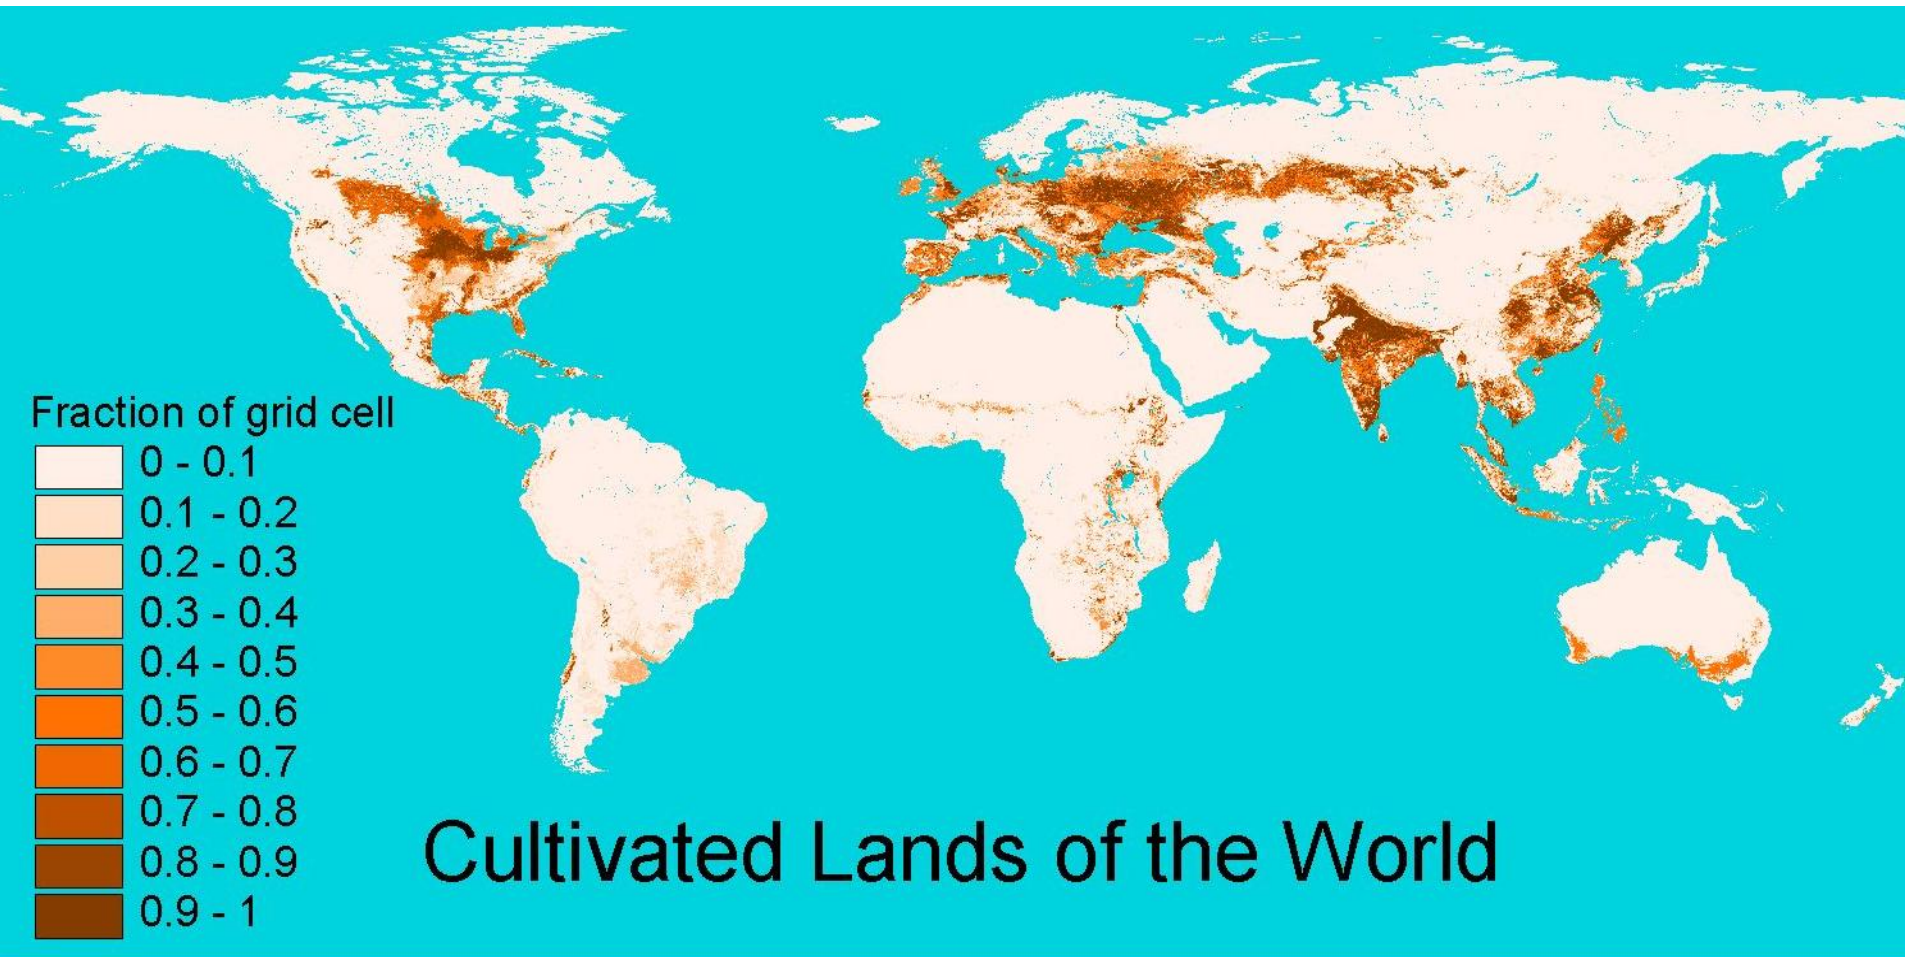 Fraction of grid cell
0 - 0.1
0.1 - 0.2
0.2 - 0.3
0.3 - 0.4
0.4 - 0.5
0.5 - 0.6
0.6 - 0.7
0.7 - 0.8
0.8 - 0.9
0.9 - 1
Cultivated Lands of the World